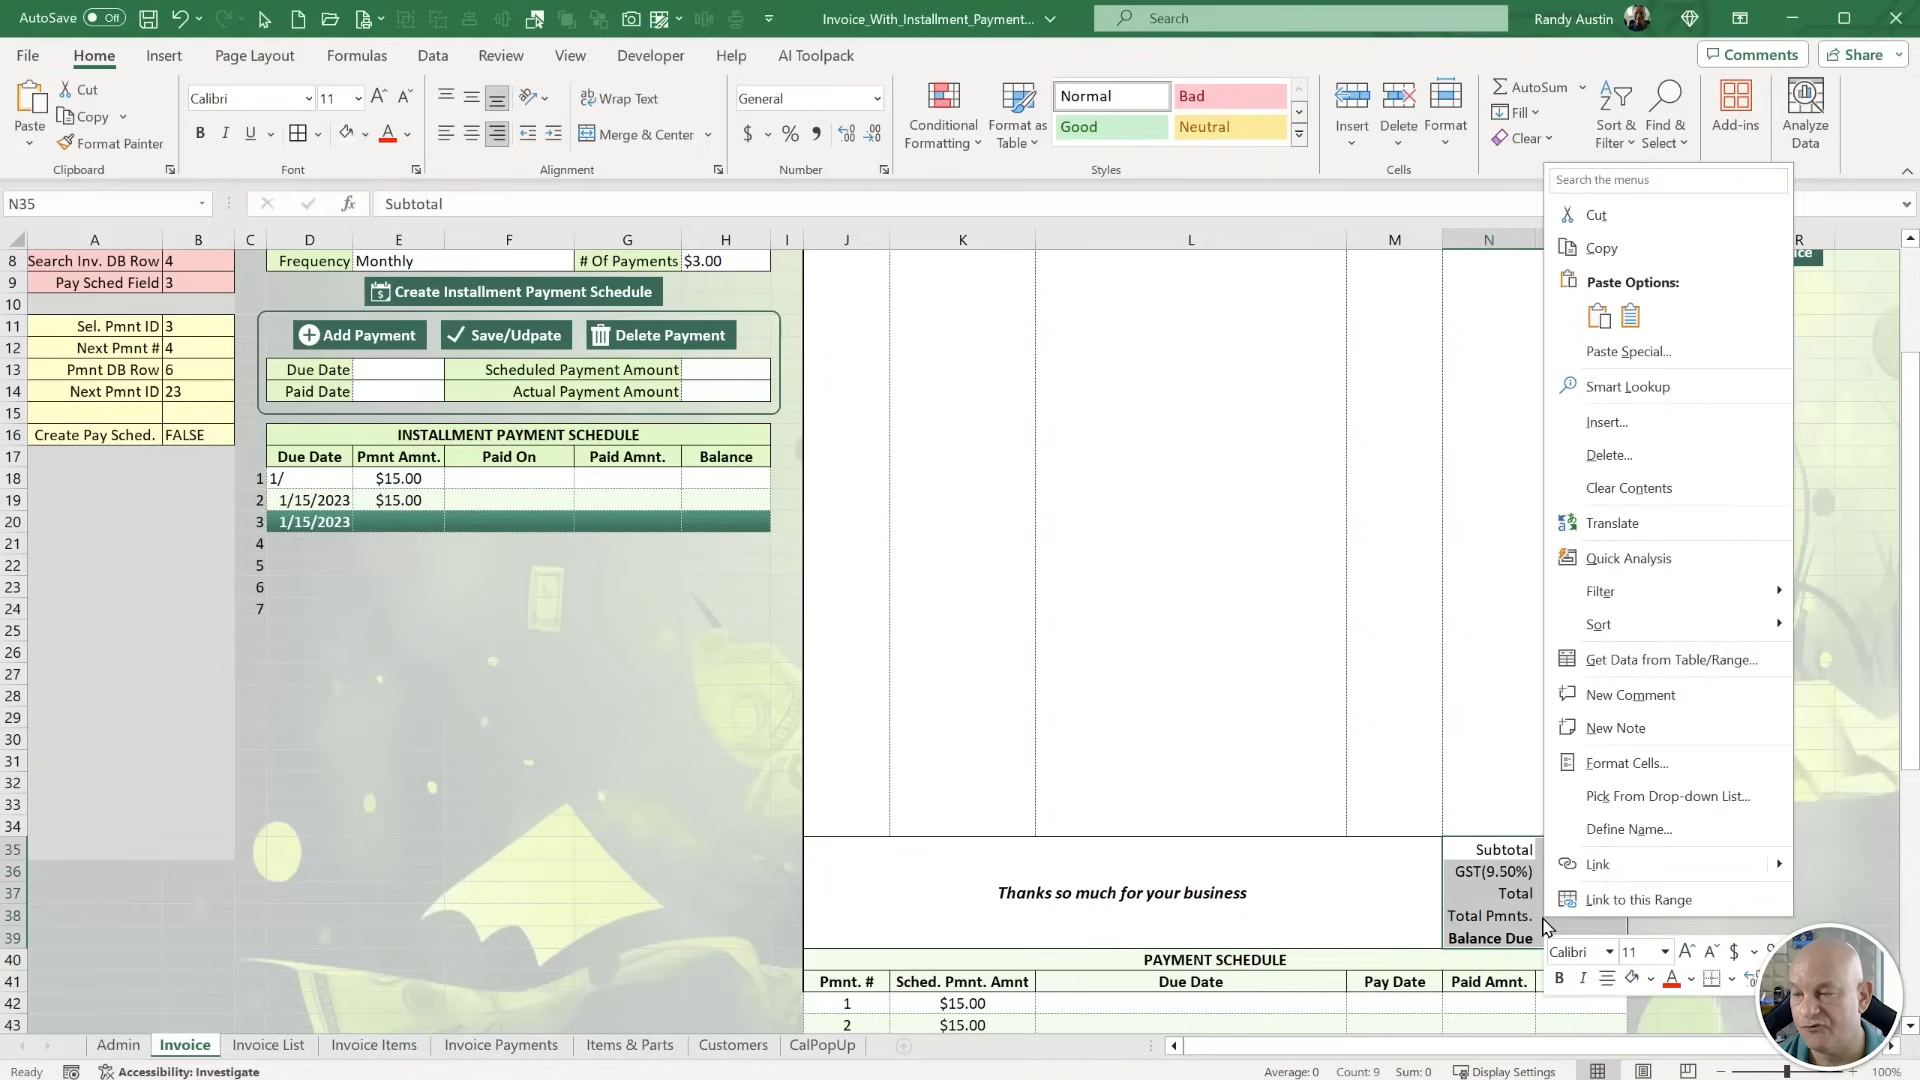 AutoSave Off Invoice_With_Installment_Payment... Search Randy Austin
File Home Insert Page Layout Formulas Data Review View Developer Help AI Toolpack Comments Share
Paste Cut Copy Format Painter Clipboard
Calibri 11 B I U Font
Wrap Text Merge & Center Alignment
General $ % Number
Conditional Formatting Format as Table Normal Bad Good Neutral Styles
Insert Delete Format Cells
AutoSum Fill Clear Sort & Filter Find & Select
Add-ins Analyze Data
N35 fx Subtotal
A B C D E F G H I J K L M N R
8 Search Inv. DB Row 4 Frequency Monthly # Of Payments $3.00
9 Pay Sched Field 3 Create Installment Payment Schedule
10
11 Sel. Pmnt ID 3 Add Payment Save/Udpate Delete Payment
12 Next Pmnt # 4
13 Pmnt DB Row 6 Due Date Scheduled Payment Amount
14 Next Pmnt ID 23 Paid Date Actual Payment Amount
15
16 Create Pay Sched. FALSE INSTALLMENT PAYMENT SCHEDULE
17 Due Date Pmnt Amnt. Paid On Paid Amnt. Balance
18 1 1/ $15.00
19 2 1/15/2023 $15.00
20 3 1/15/2023
21 4
22 5
23 6
24 7
25
26
27
28
29
30
31
32
33
34
35 Subtotal
36 GST(9.50%)
37 Thanks so much for your business Total
38 Total Pmnts.
39 Balance Due
40 PAYMENT SCHEDULE
41 Pmnt. # Sched. Pmnt. Amnt Due Date Pay Date Paid Amnt.
42 1 $15.00
43 2 $15.00
Search the menus
Cut
Copy
Paste Options:
Paste Special...
Smart Lookup
Insert...
Delete...
Clear Contents
Translate
Quick Analysis
Filter
Sort
Get Data from Table/Range...
New Comment
New Note
Format Cells...
Pick From Drop-down List...
Define Name...
Link
Link to this Range
Calibri 11 $
B I A
Admin Invoice Invoice List Invoice Items Invoice Payments Items & Parts Customers CalPopUp
Ready Accessibility: Investigate Average: 0 Count: 9 Sum: 0 Display Settings 100%